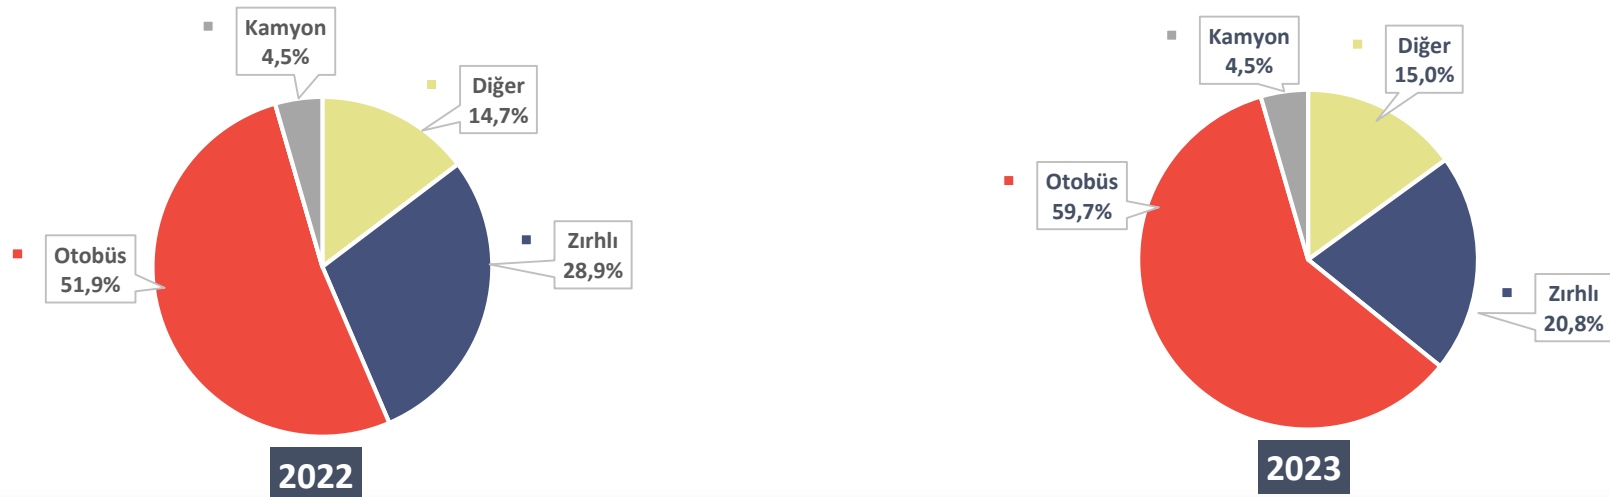 Kamyon
4,5%
Diğer
14,7%
Zırhlı
28,9%
Otobüs
51,9%
2022
Kamyon
4,5%
Diğer
15,0%
Otobüs
59,7%
Zırhlı
20,8%
2023